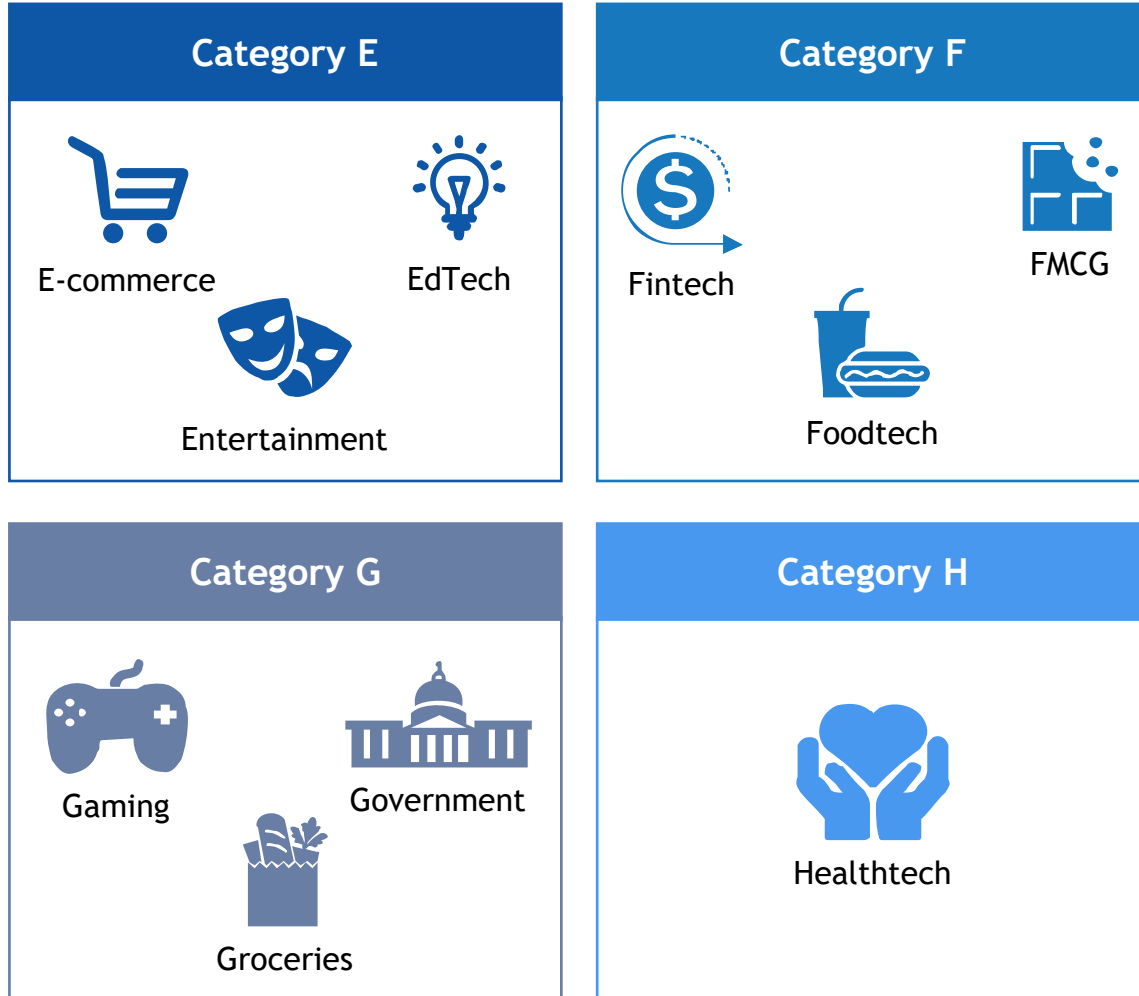 Category E
E-commerce
EdTech
Entertainment
Category F
Fintech
FMCG
$
Foodtech
Category G
Gaming
Government
Groceries
Category H
Healthtech